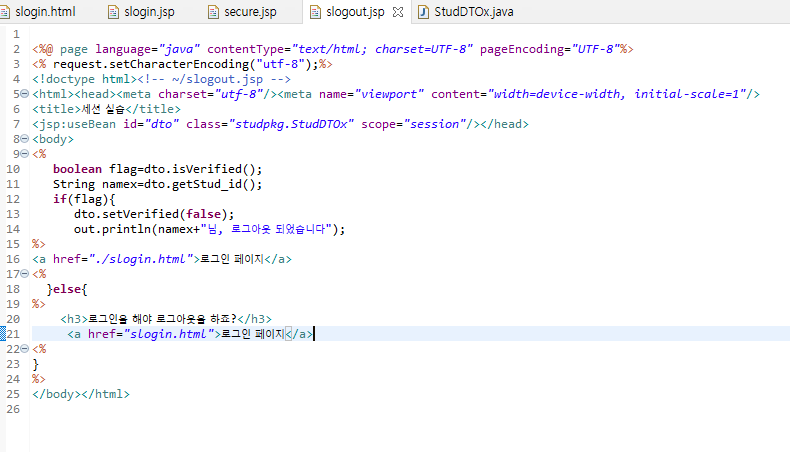 slogin.html slogin.jsp secure.jsp slogout.jsp StudDTOx.java
1
2 <%@ page language="java" contentType="text/html; charset=UTF-8" pageEncoding="UTF-8"%>
3 <% request.setCharacterEncoding("utf-8");%>
4 <!doctype html><!-- ~/slogout.jsp -->
5 <html><head><meta charset="utf-8"/><meta name="viewport" content="width=device-width, initial-scale=1"/>
6 <title>세션 실습</title>
7 <jsp:useBean id="dto" class="studpkg.StudDTOx" scope="session"/></head>
8 <body>
9 <%
10 boolean flag=dto.isVerified();
11 String namex=dto.getStud_id();
12 if(flag){
13 dto.setVerified(false);
14 out.println(namex+"님, 로그아웃 되었습니다");
15 %>
16 <a href="./slogin.html">로그인 페이지</a>
17 <%
18 }else{
19 %>
20 <h3>로그인을 해야 로그아웃을 하죠?</h3>
21 <a href="slogin.html">로그인 페이지</a>
22 <%
23 }
24 %>
25 </body></html>
26